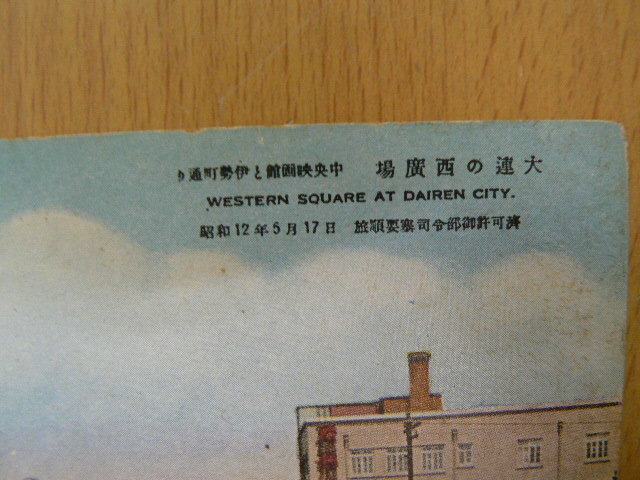 大連の西廣場 中央映画館と伊勢町通り
WESTERN SQUARE AT DAIREN CITY.
昭和12年5月17日 旅順要塞司令部御許可濟